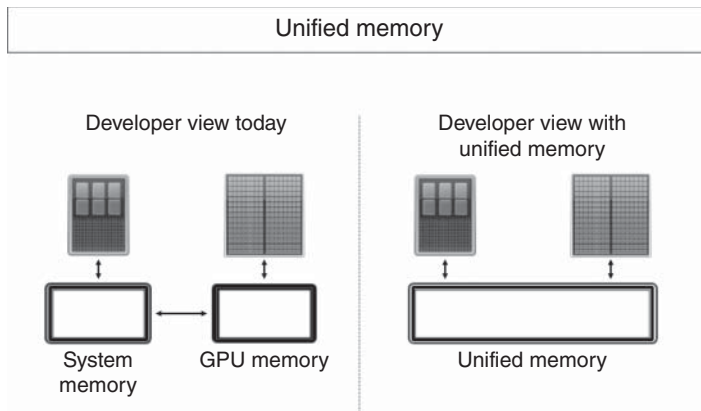 Unified memory
Developer view today
System
memory
GPU memory
Developer view with
unified memory
Unified memory